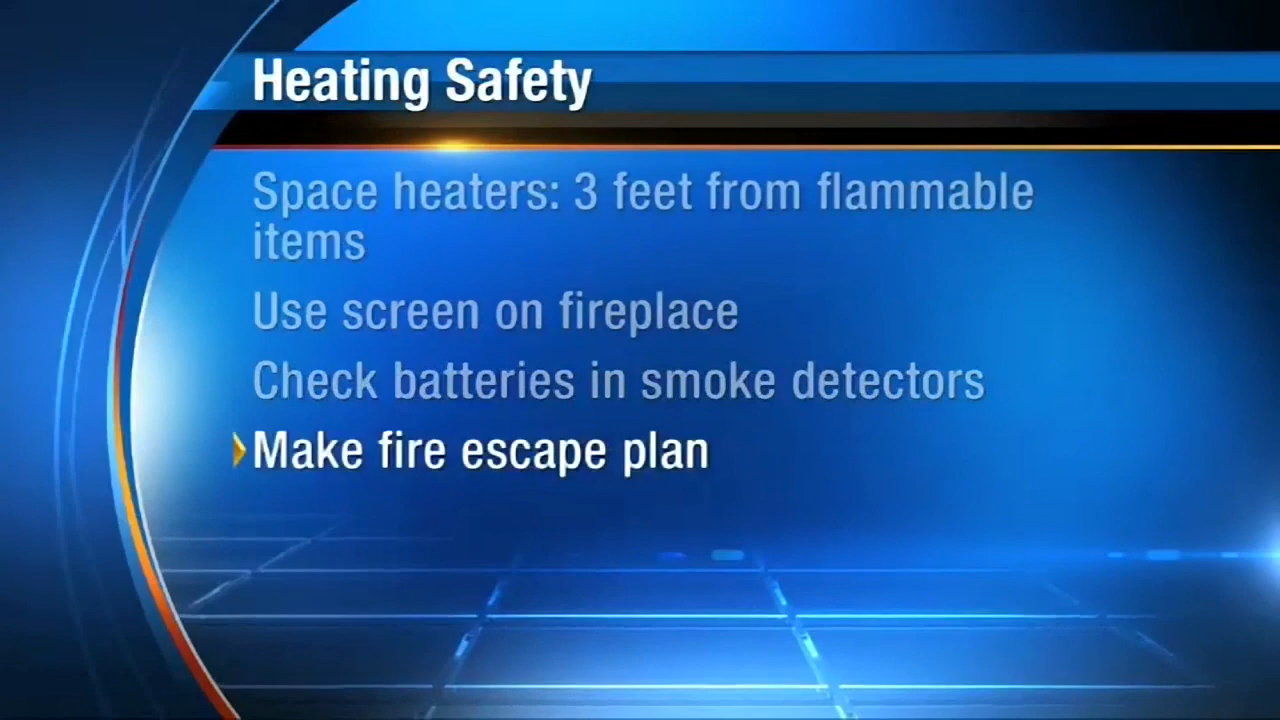 Heating Safety
Space heaters: 3 feet from flammable
items
Use screen on fireplace
Check batteries in smoke detectors
Make fire escape plan